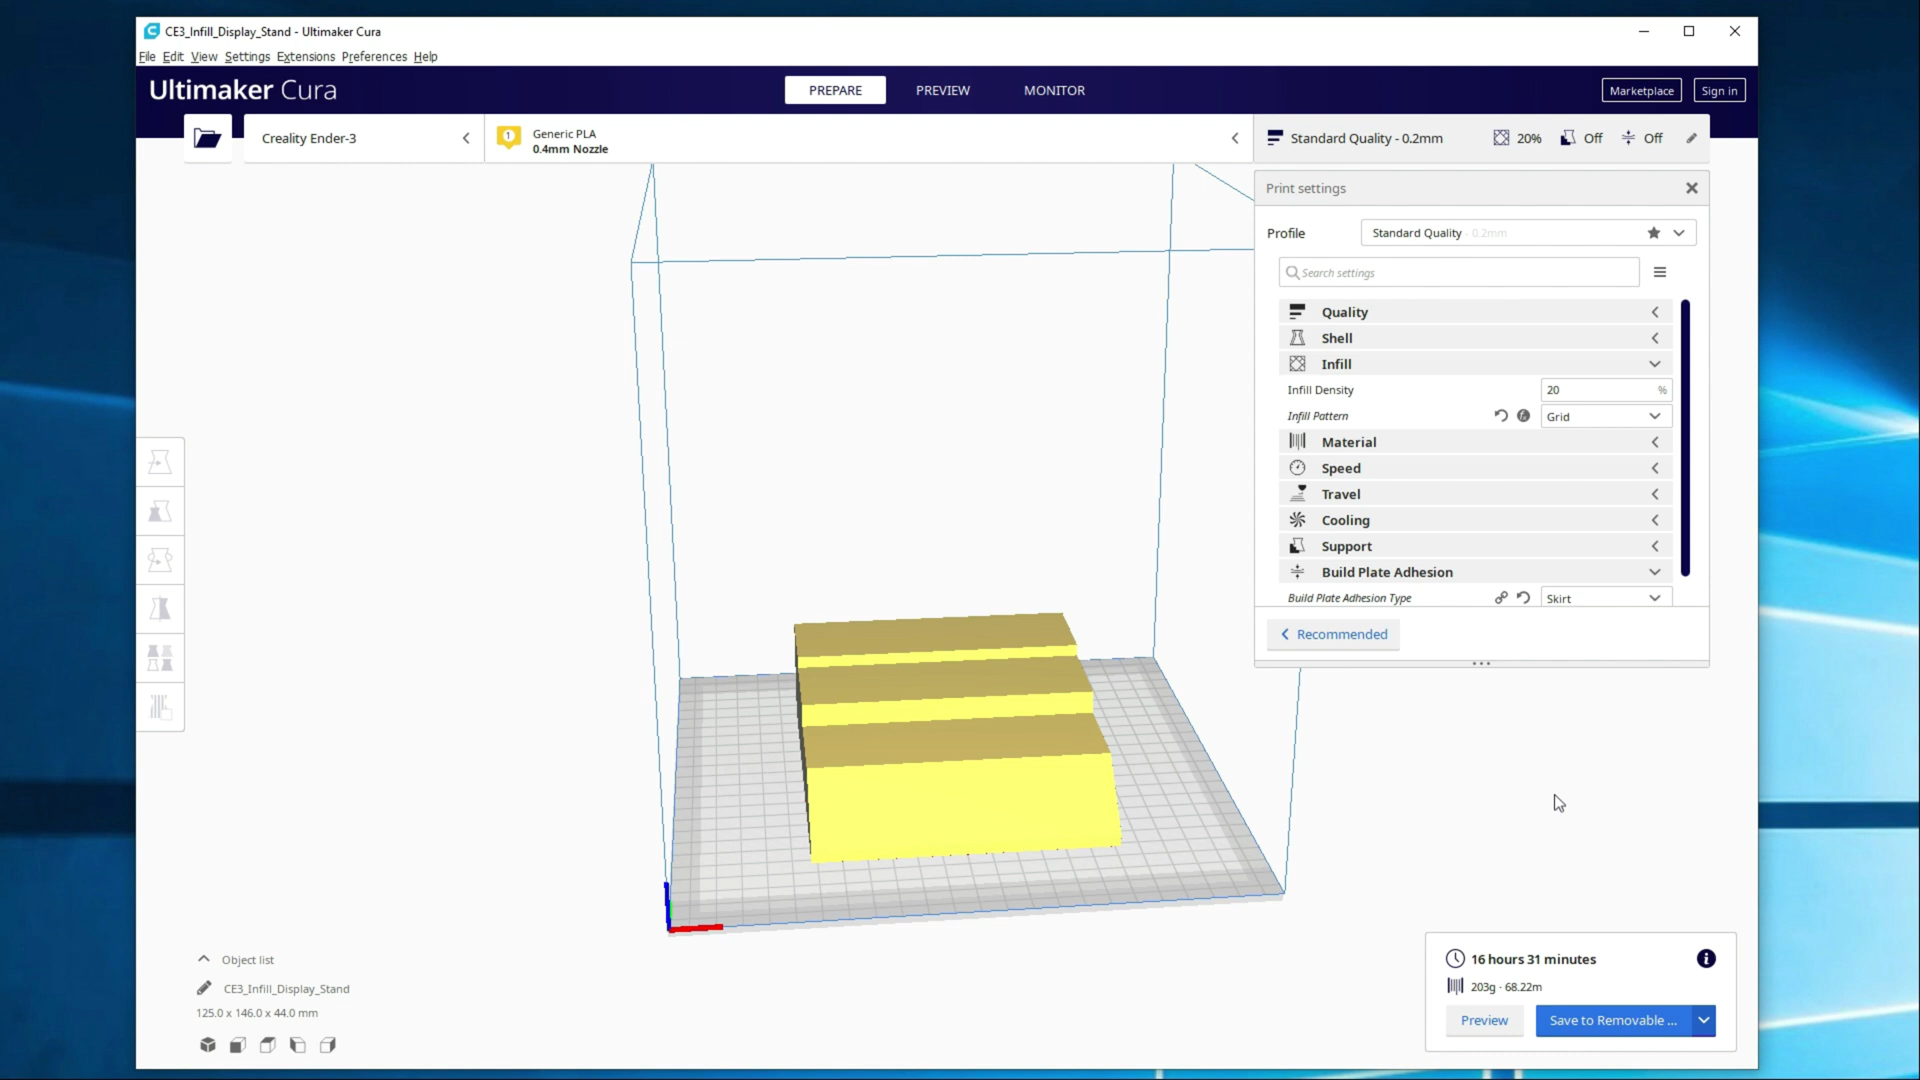 CE3_Infill_Display_Stand - Ultimaker Cura
File Edit View Settings Extensions Preferences Help
Ultimaker Cura
PREPARE
PREVIEW
MONITOR
Marketplace
Sign in
Creality Ender-3
1
Generic PLA
0.4mm Nozzle
Standard Quality - 0.2mm
20%
Off
Off
Print settings
Profile
Standard Quality - 0.2mm
Search settings
Quality
Shell
Infill
Infill Density
20
%
Infill Pattern
Grid
Material
Speed
Travel
Cooling
Support
Build Plate Adhesion
Build Plate Adhesion Type
Skirt
Recommended
Object list
CE3_Infill_Display_Stand
125.0 x 146.0 x 44.0 mm
16 hours 31 minutes
203g · 68.22m
Preview
Save to Removable ...